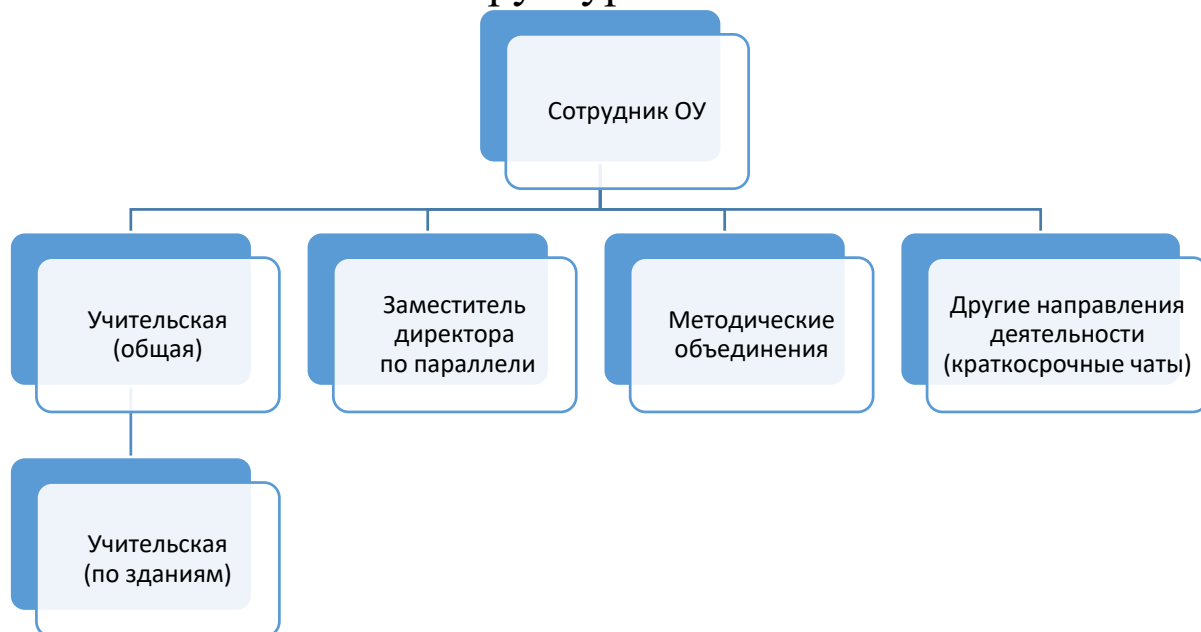 Сотрудник ОУ
Учительская
(общая)
Заместитель
директора
по параллели
Методические
объединения
Другие направления
деятельности
(краткосрочные чаты)
Учительская
(по зданиям)